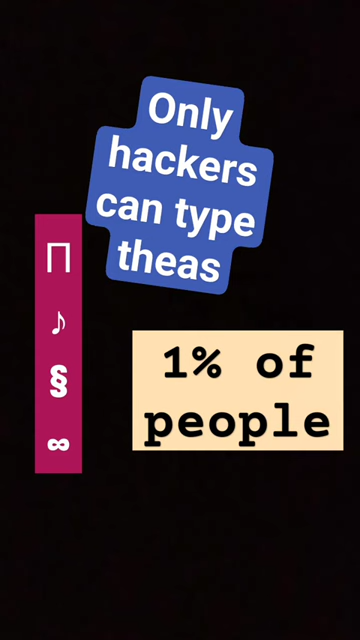 Only
hackers
can type
theas
∏
♪
§
∞
1% of
people